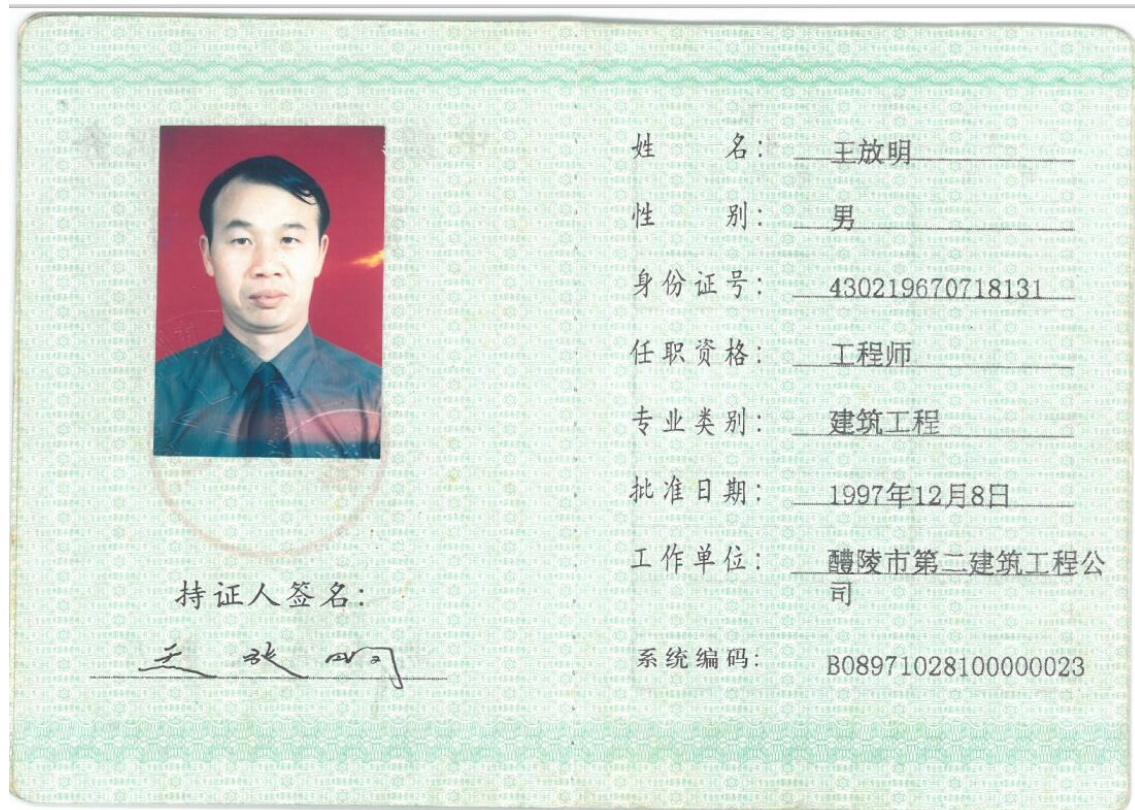 持证人签名:
王放明
姓 名: 王放明
性 别: 男
身份证号: 430219670718131
任职资格: 工程师
专业类别: 建筑工程
批准日期: 1997年12月8日
工作单位: 醴陵市第二建筑工程公
司
系统编码: B08971028100000023